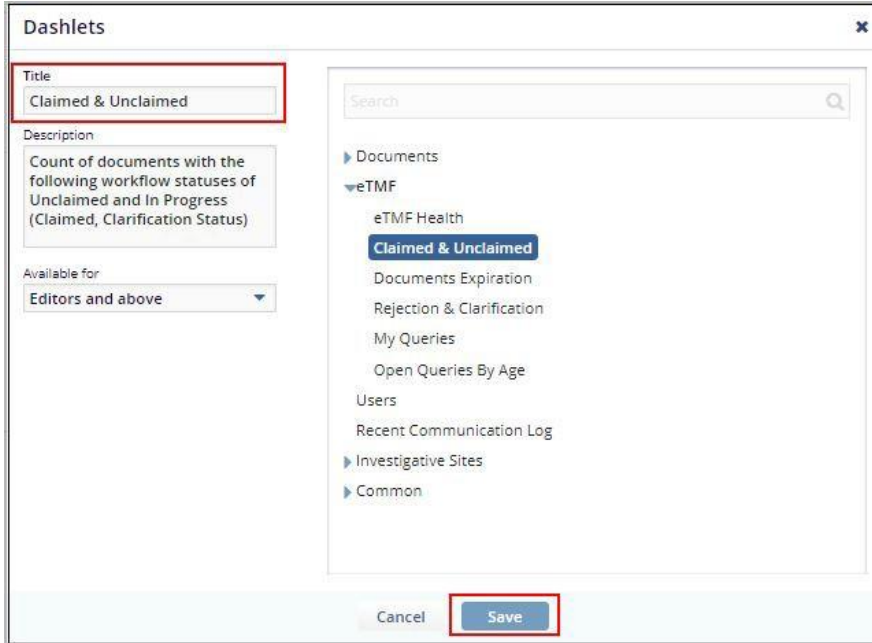 Dashlets
Title
Claimed & Unclaimed
Description
Count of documents with the
following workflow statuses of
Unclaimed and In Progress
(Claimed, Clarification Status)
Available for
Editors and above
Search
Documents
eTMF
eTMF Health
Claimed & Unclaimed
Documents Expiration
Rejection & Clarification
My Queries
Open Queries By Age
Users
Recent Communication Log
Investigative Sites
Common
Cancel
Save